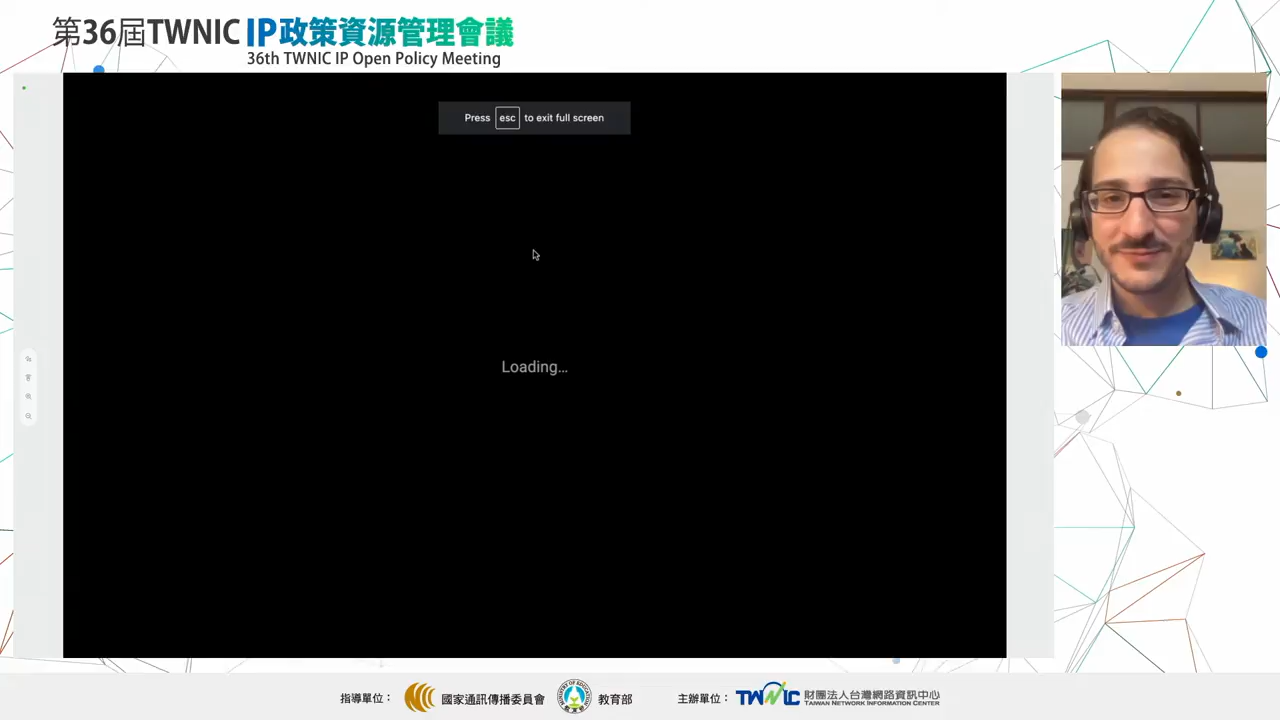 第36屆TWNIC IP政策資源管理會議
36th TWNIC IP Open Policy Meeting
Press esc to exit full screen
Loading...
指導單位： 國家通訊傳播委員會 教育部 主辦單位： TWNIC 財團法人台灣網路資訊中心
TAIWAN NETWORK INFORMATION CENTER